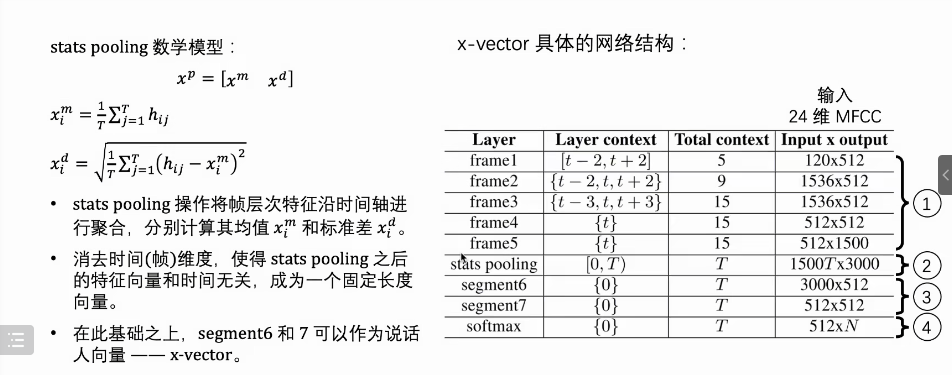 stats pooling 数学模型：
x^p = [x^m x^d]
x_i^m = \frac{1}{T} \sum_{j=1}^{T} h_{ij}
x_i^d = \sqrt{\frac{1}{T} \sum_{j=1}^{T} (h_{ij} - x_i^m)^2}
• stats pooling 操作将帧层次特征沿时间轴进
行聚合，分别计算其均值 x_i^m 和标准差 x_i^d。
• 消去时间(帧)维度，使得 stats pooling 之后
的特征向量和时间无关，成为一个固定长度
向量。
• 在此基础之上，segment6 和 7 可以作为说话
人向量 —— x-vector。
x-vector 具体的网络结构：
输入
24 维 MFCC
Layer Layer context Total context Input x output
frame1 [t − 2, t + 2] 5 120x512
frame2 {t − 2, t, t + 2} 9 1536x512
frame3 {t − 3, t, t + 3} 15 1536x512
frame4 {t} 15 512x512
frame5 {t} 15 512x1500
stats pooling [0, T) T 1500Tx3000
segment6 {0} T 3000x512
segment7 {0} T 512x512
softmax {0} T 512xN
①
②
③
④